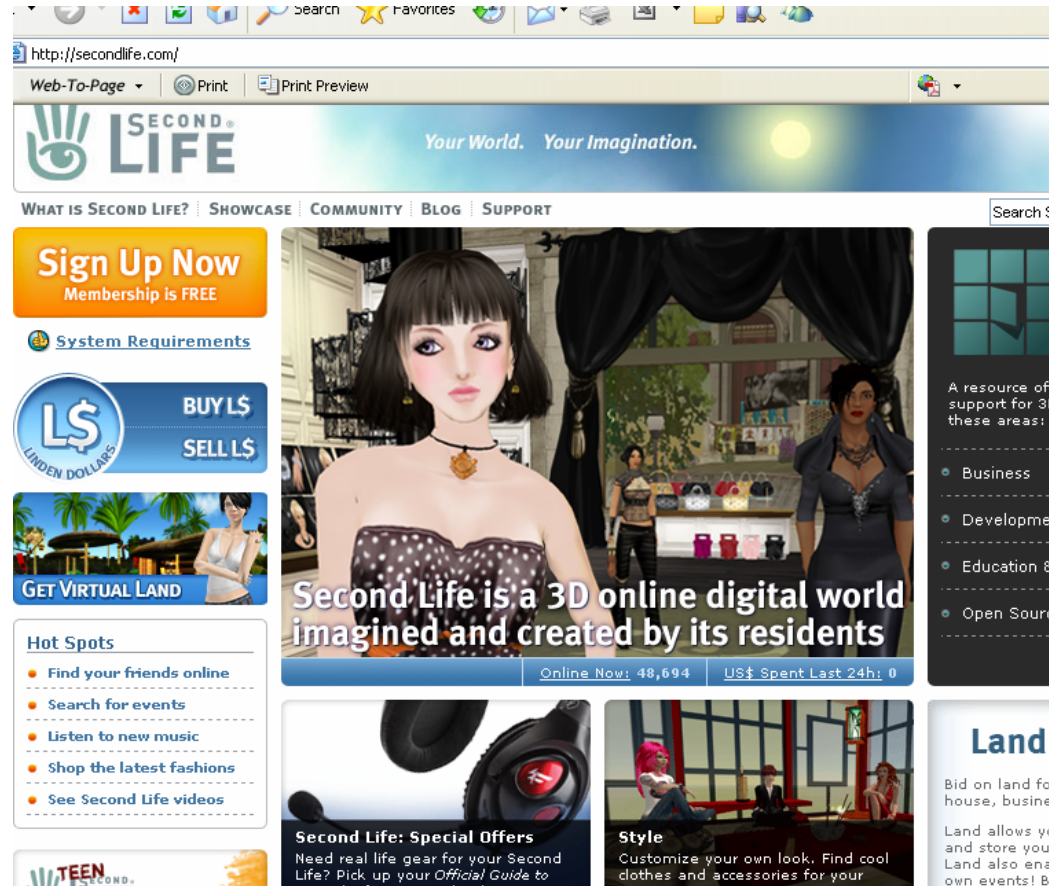 Search
Favorites
http://secondlife.com/
Web-To-Page
Print
Print Preview
SECOND®
LIFE
Your World. Your Imagination.
WHAT IS SECOND LIFE?
SHOWCASE
COMMUNITY
BLOG
SUPPORT
Search S
Sign Up Now
Membership is FREE
System Requirements
L$
LINDEN DOLLARS
BUY L$
SELL L$
GET VIRTUAL LAND
Hot Spots
Find your friends online
Search for events
Listen to new music
Shop the latest fashions
See Second Life videos
TEEN
SECOND
Second Life is a 3D online digital world
imagined and created by its residents
Online Now: 48,694
US$ Spent Last 24h: 0
Second Life: Special Offers
Need real life gear for your Second
Life? Pick up your Official Guide to
Style
Customize your own look. Find cool
clothes and accessories for your
A resource of
support for 3D
these areas:
Business
Developme
Education &
Open Sourc
Land
Bid on land fo
house, busine
Land allows yo
and store you
Land also ena
own events! B